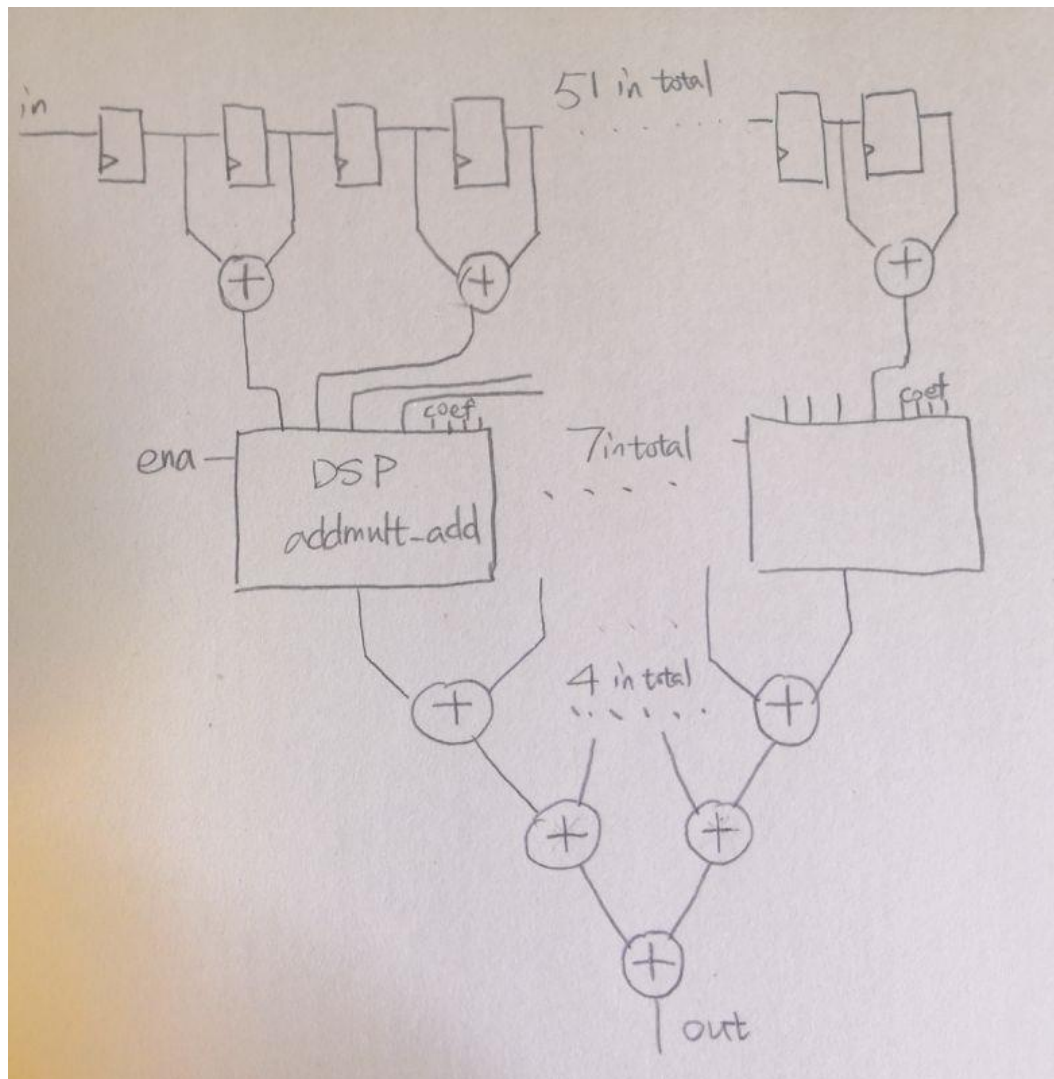 in
51 in total
+
+
+
coef
coef
ena
DSP
7 in total
addmult_add
4 in total
+
+
+
+
+
out